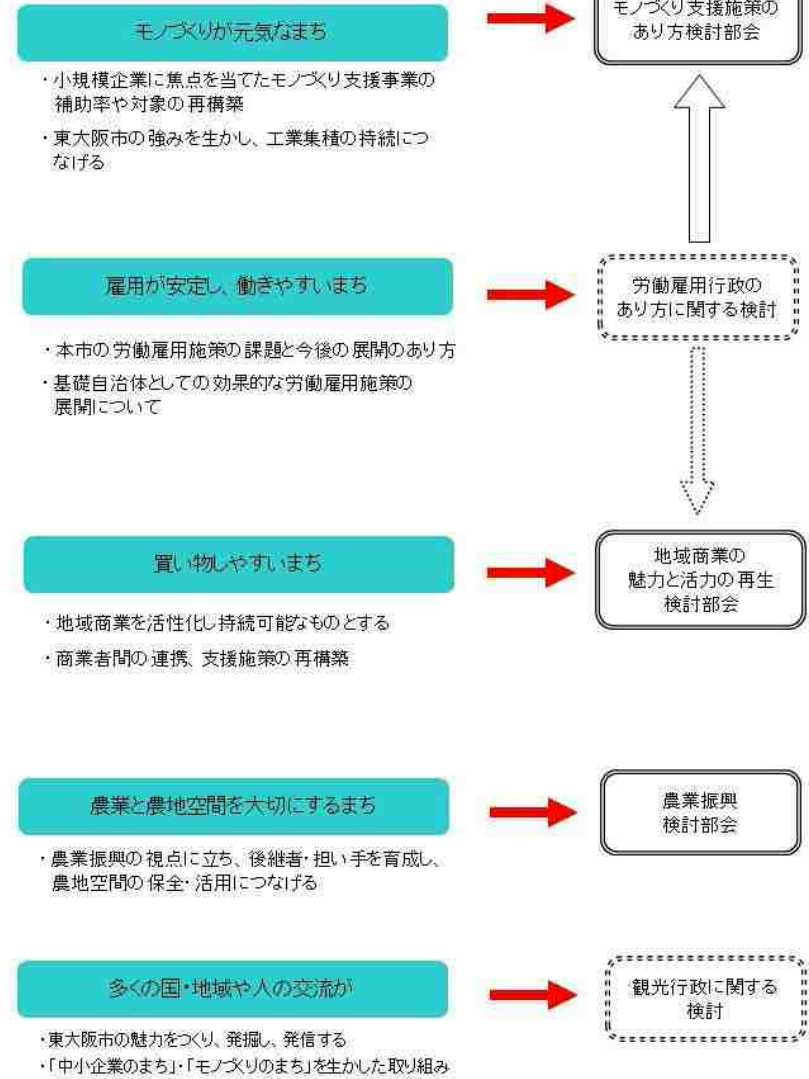 モノづくりが元気なまち
モノづくり支援施策の
あり方検討部会
・小規模企業に焦点を当てたモノづくり支援事業の
補助率や対象の再構築
・東大阪市の強みを生かし、工業集積の持続につ
なげる
雇用が安定し、働きやすいまち
労働雇用行政の
あり方に関する検討
・本市の労働雇用施策の課題と今後の展開のあり方
・基礎自治体としての効果的な労働雇用施策の
展開について
買い物しやすいまち
地域商業の
魅力と活力の再生
検討部会
・地域商業を活性化し持続可能なものとする
・商業者間の連携、支援施策の再構築
農業と農地空間を大切にするまち
農業振興
検討部会
・農業振興の視点に立ち、後継者・担い手を育成し、
農地空間の保全・活用につなげる
多くの国・地域や人の交流が
観光行政に関する
検討
・東大阪市の魅力をつくり、発掘し、発信する
・「中小企業のまち」・「モノづくりのまち」を生かした取り組み